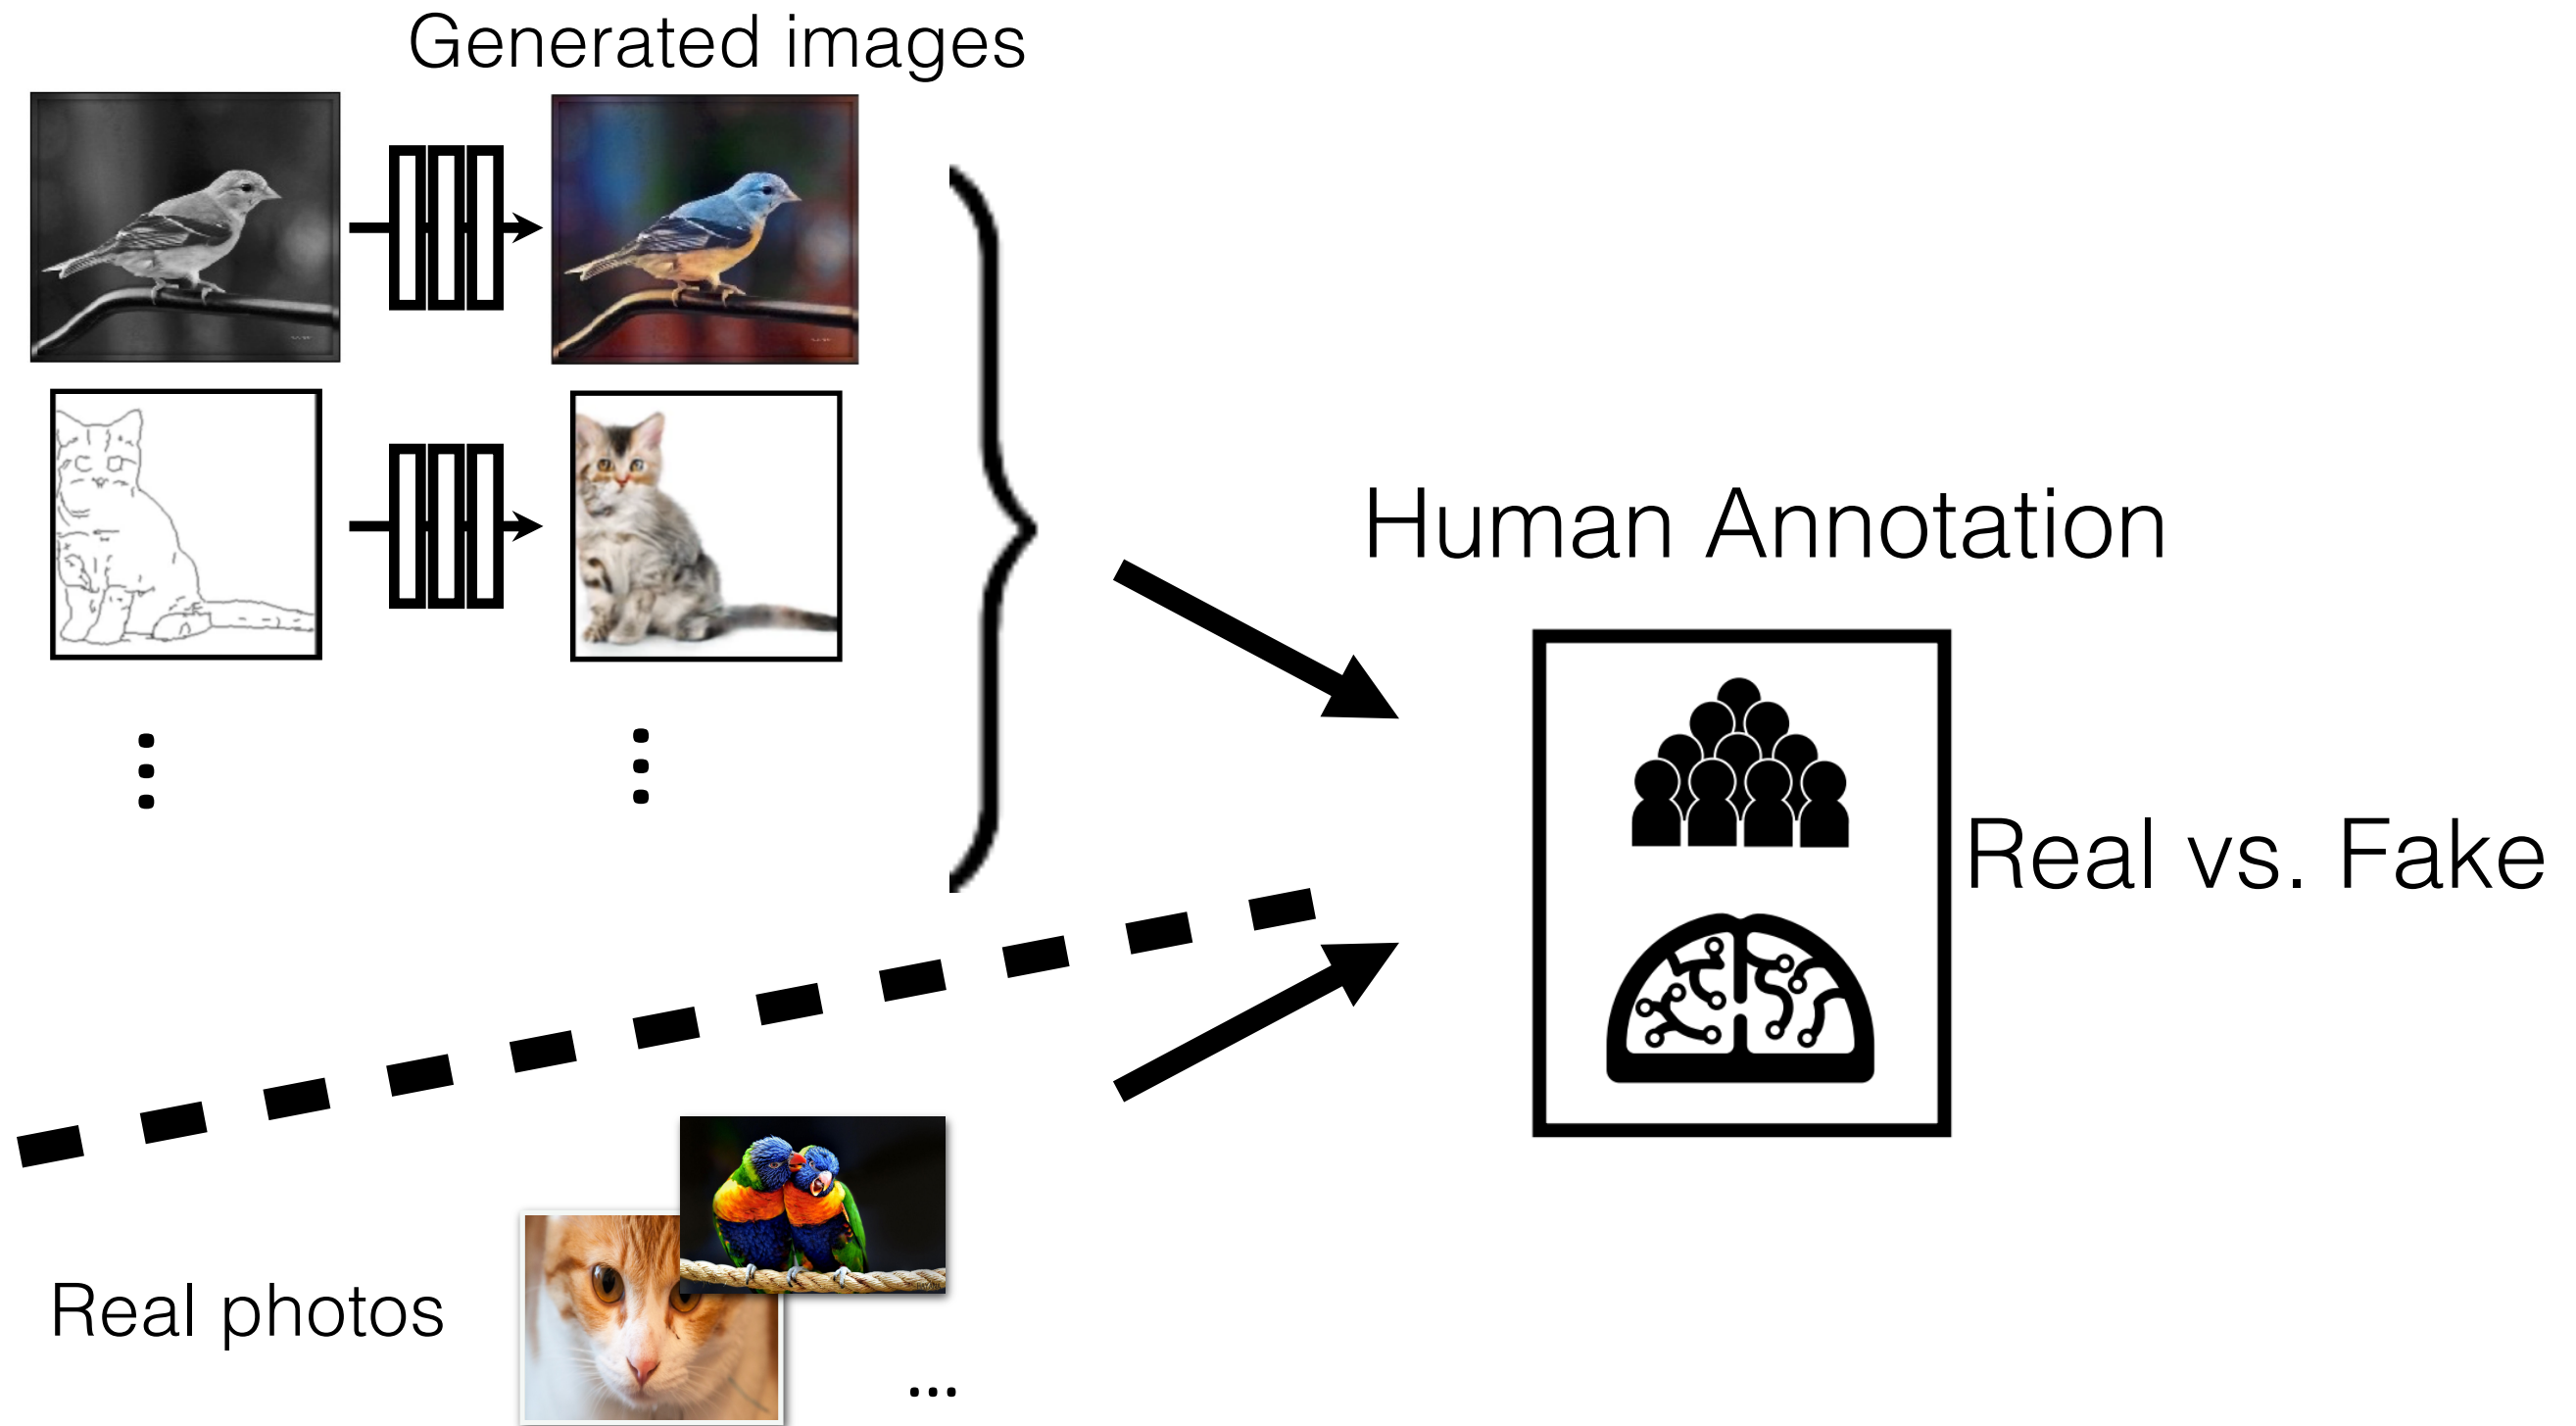 Generated images
Human Annotation
Real vs. Fake
Real photos
...